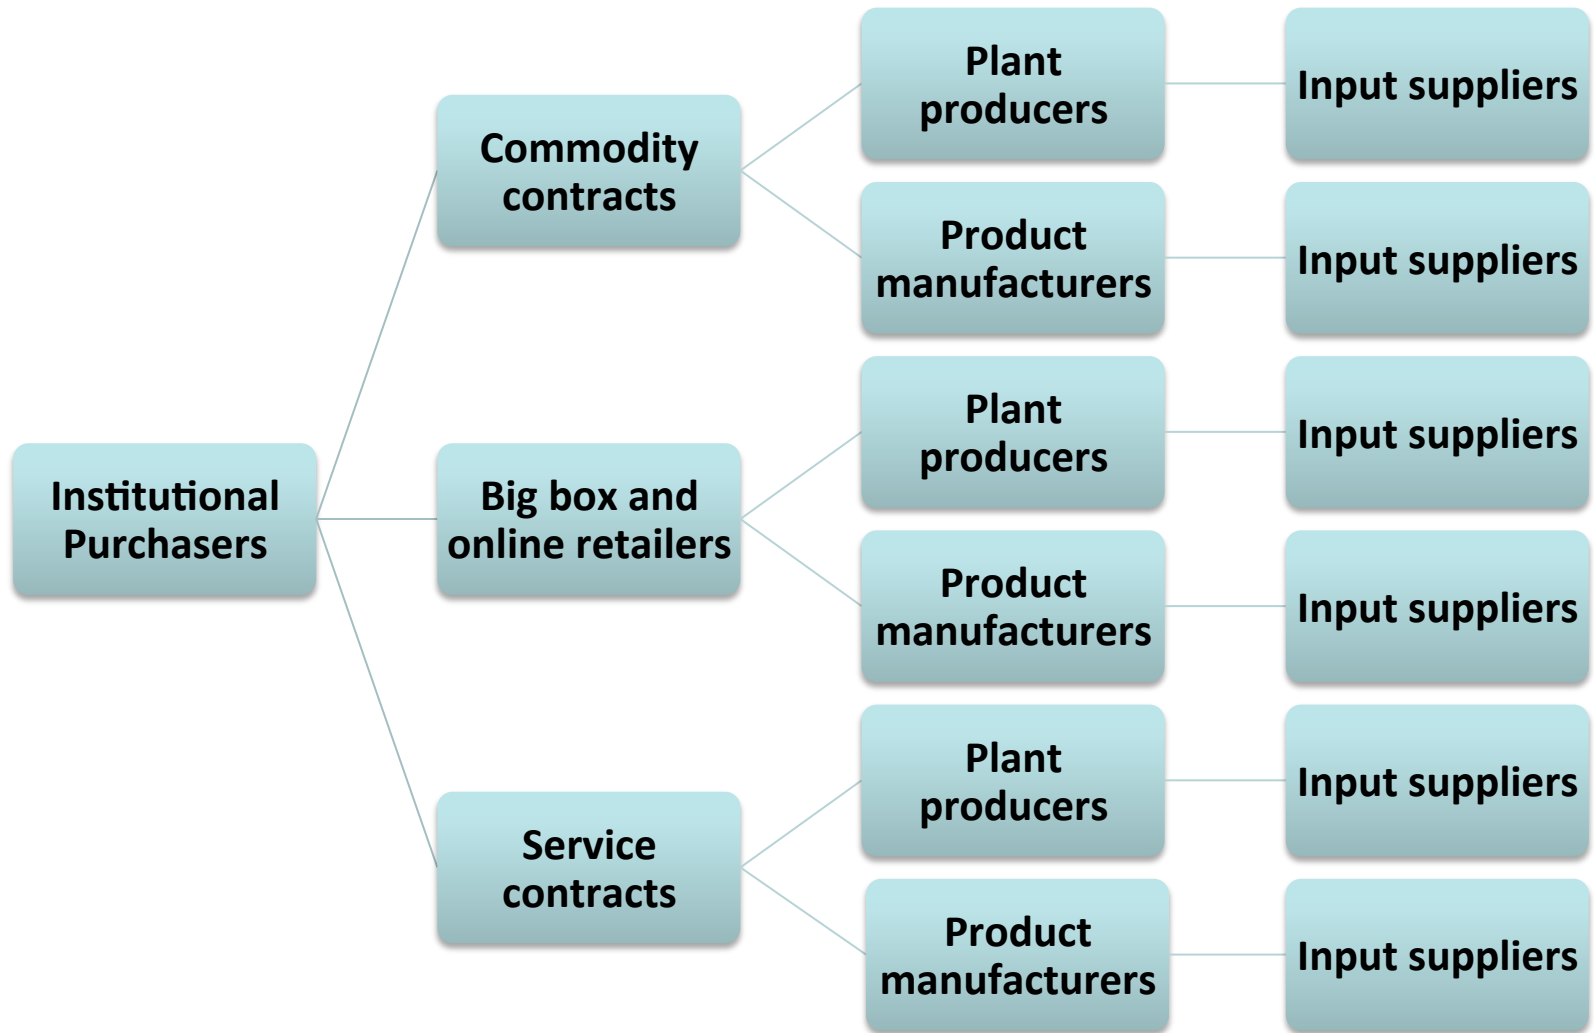 Institutional
Purchasers
Commodity
contracts
Plant
producers
Input suppliers
Product
manufacturers
Input suppliers
Big box and
online retailers
Plant
producers
Input suppliers
Product
manufacturers
Input suppliers
Service
contracts
Plant
producers
Input suppliers
Product
manufacturers
Input suppliers